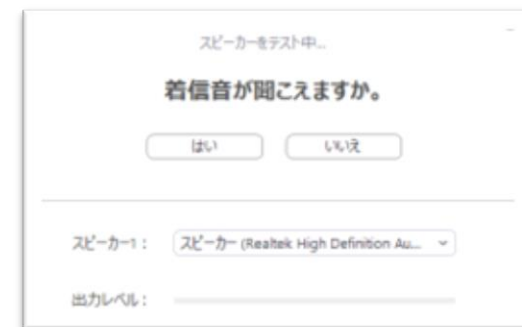 スピーカーをテスト中...
着信音が聞こえますか。
はい いいえ
スピーカー1： スピーカー (Realtek High Definition Au...
出力レベル：